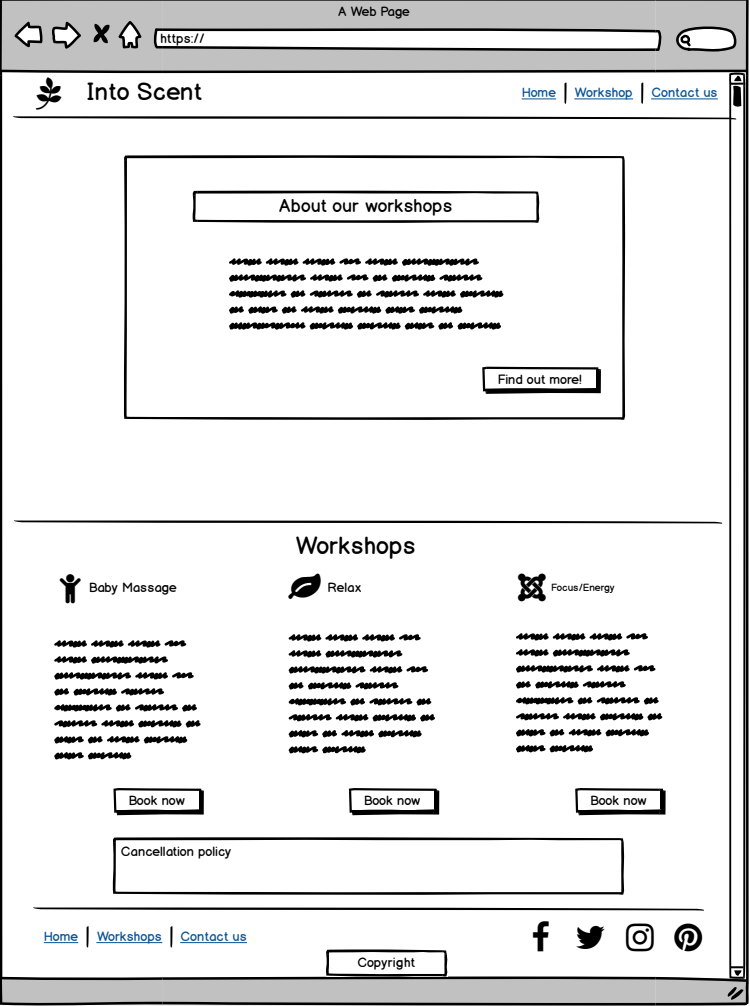 A Web Page
https://
Into Scent
Home | Workshop | Contact us
About our workshops
Find out more!
Workshops
Baby Massage
Relax
Focus/Energy
Book now
Book now
Book now
Cancellation policy
Home | Workshops | Contact us
Copyright